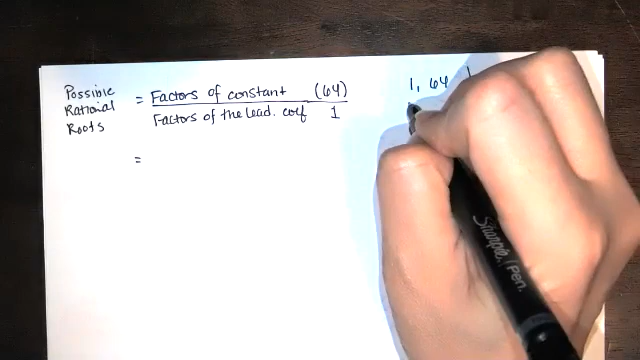 Possible
Rational
Roots
= Factors of constant (64)
Factors of the lead. coef 1
=
1, 64
Sharpie / Pen.